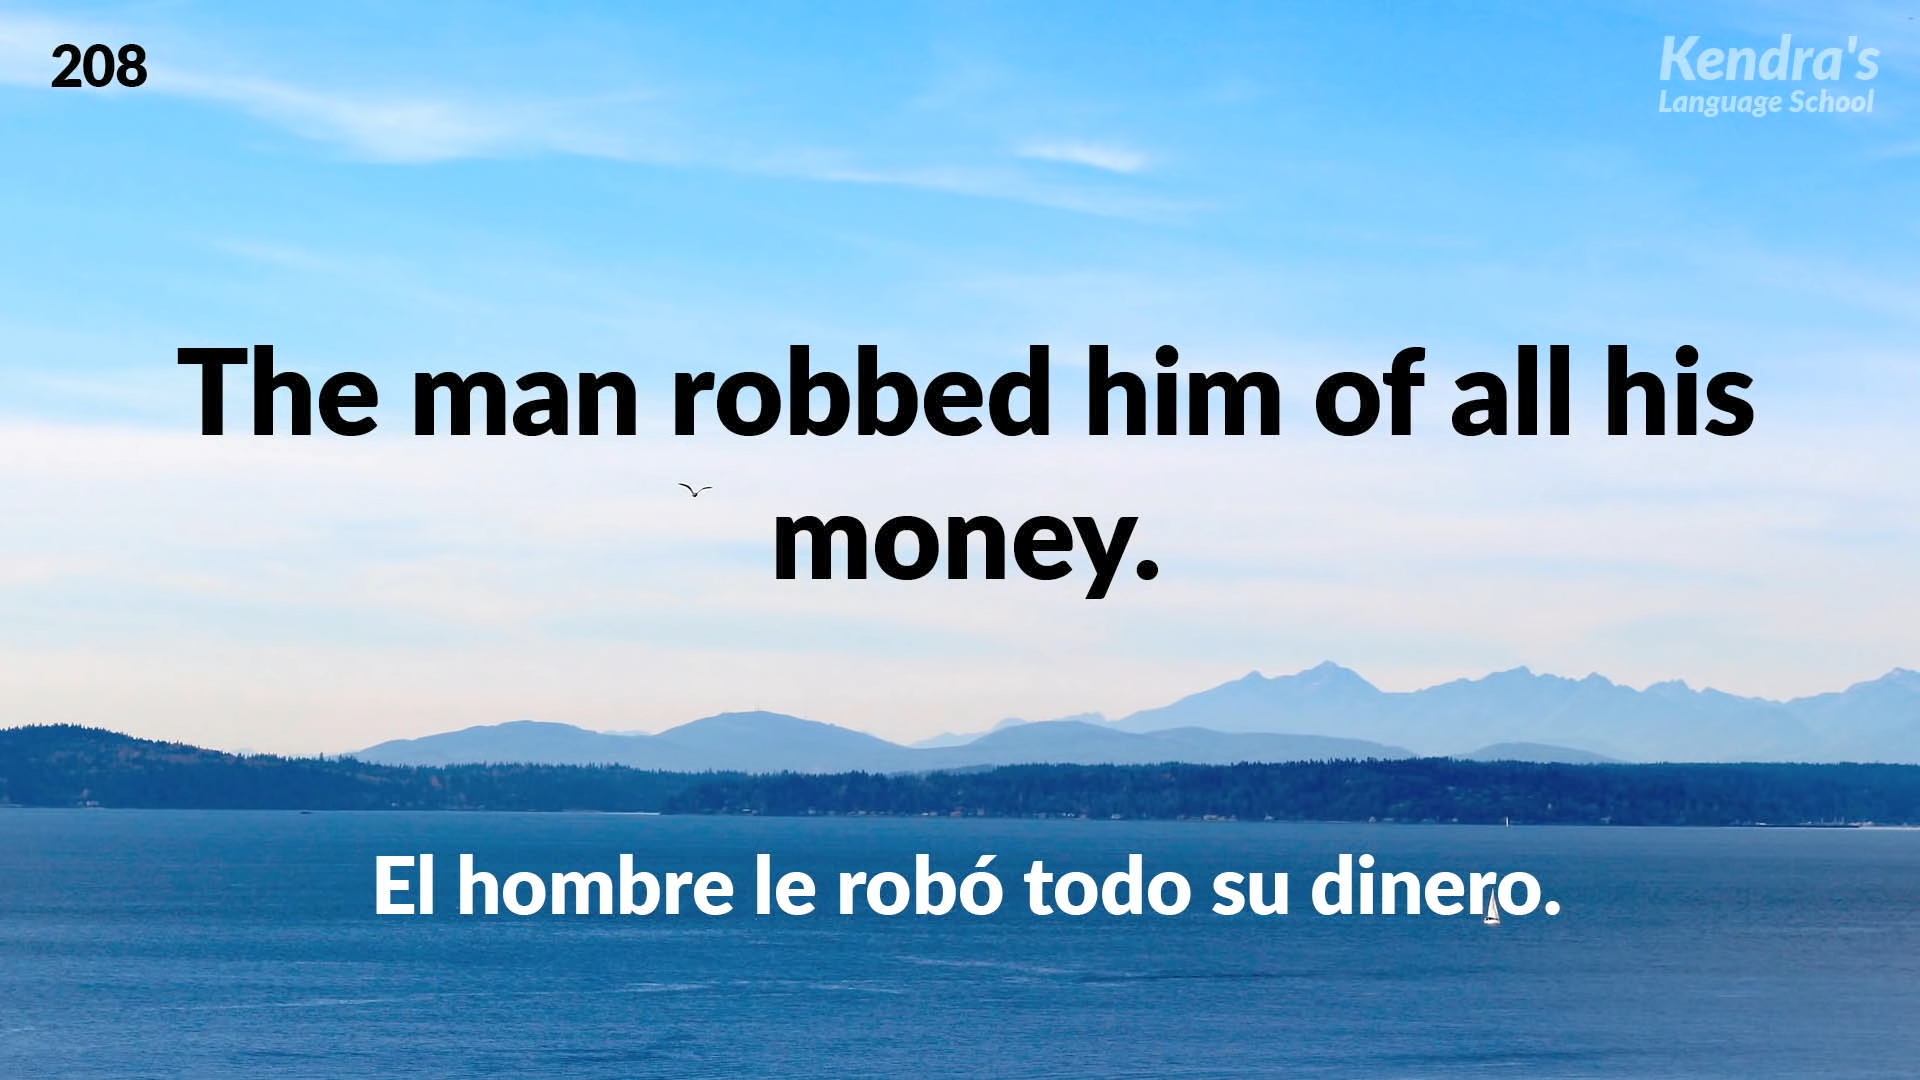 208
Kendra's
Language School
The man robbed him of all his
money.
El hombre le robó todo su dinero.